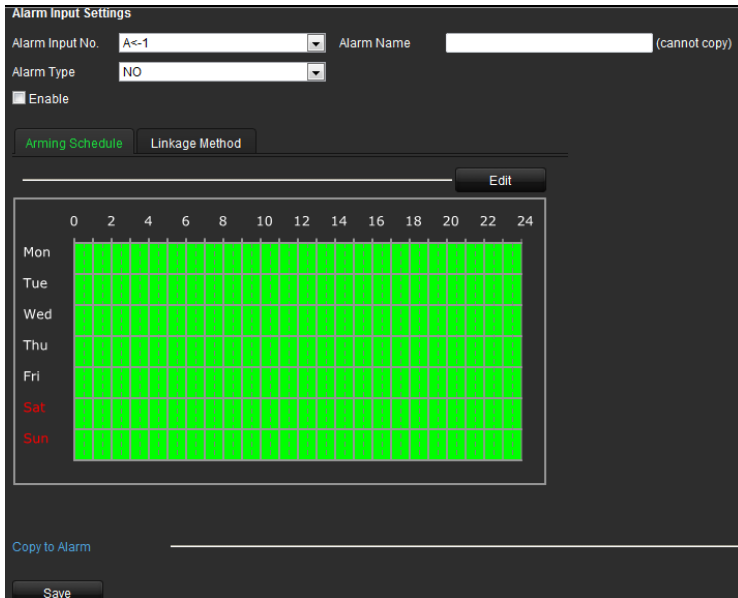 Alarm Input Settings
Alarm Input No. A<-1 Alarm Name (cannot copy)
Alarm Type NO
Enable
Arming Schedule Linkage Method
Edit
0 2 4 6 8 10 12 14 16 18 20 22 24
Mon
Tue
Wed
Thu
Fri
Sat
Sun
Copy to Alarm
Save